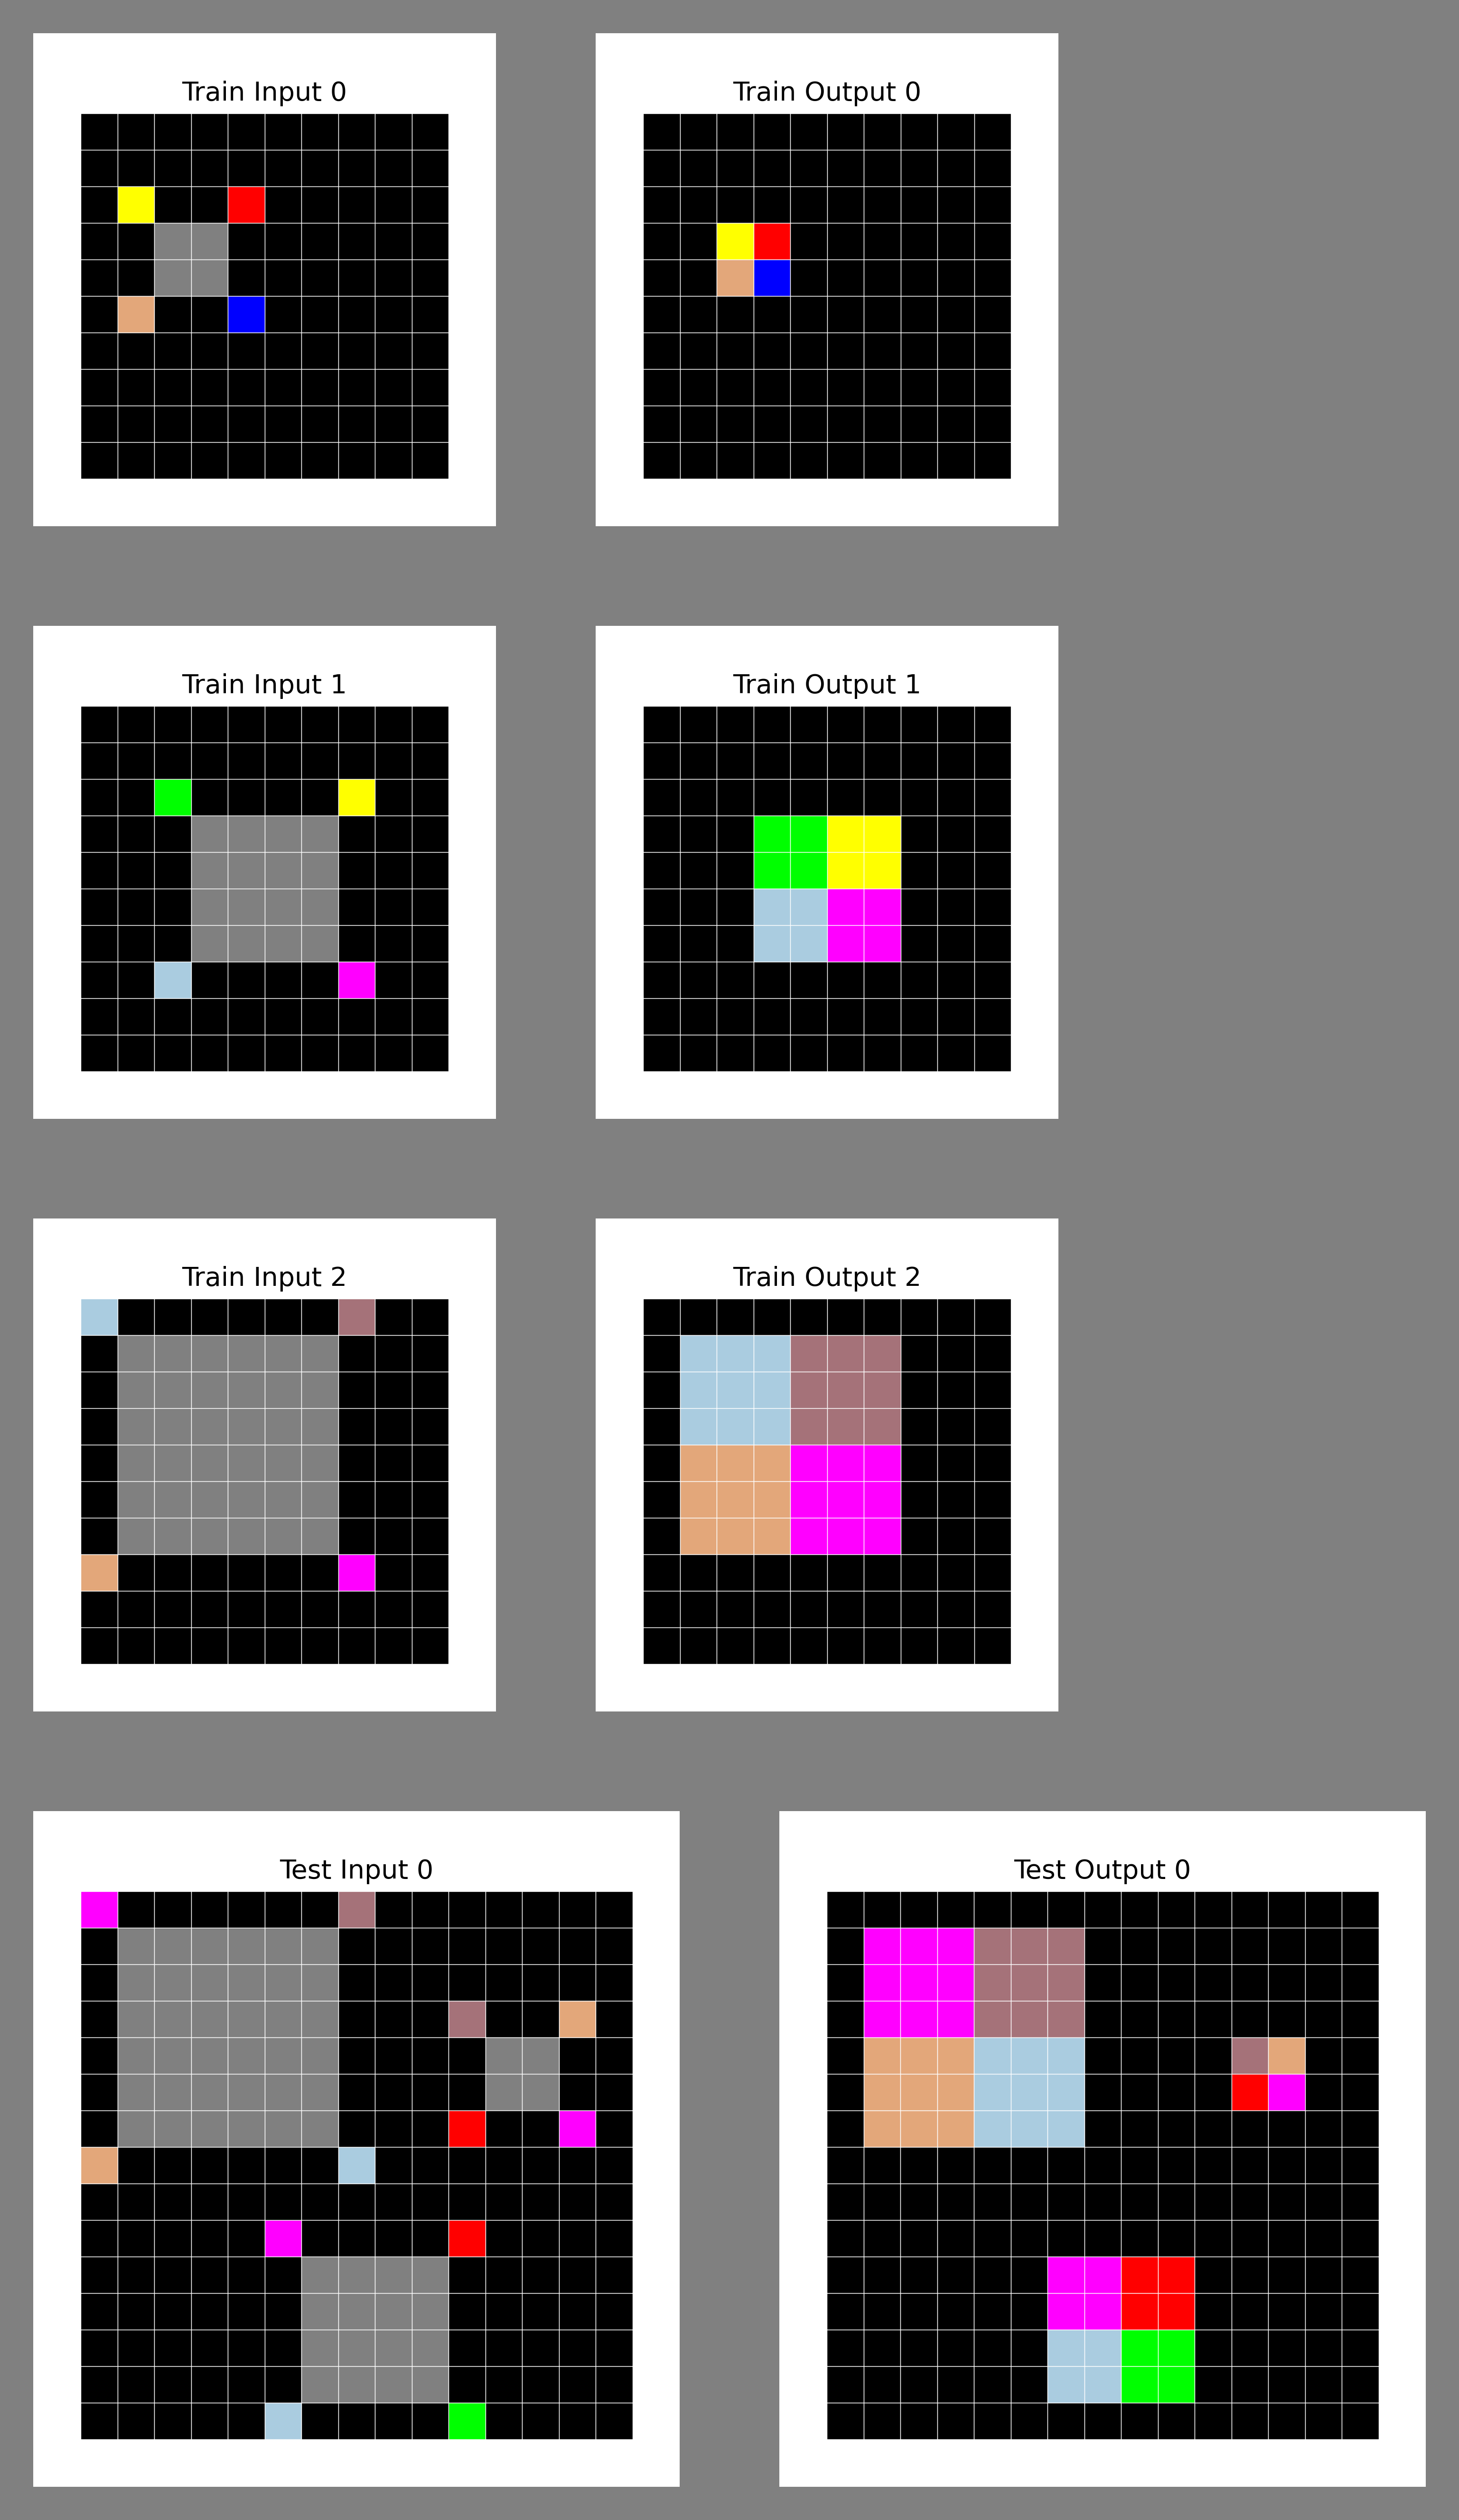 Train Input 0
Train Output 0
Train Input 1
Train Output 1
Train Input 2
Train Output 2
Test Input 0
Test Output 0